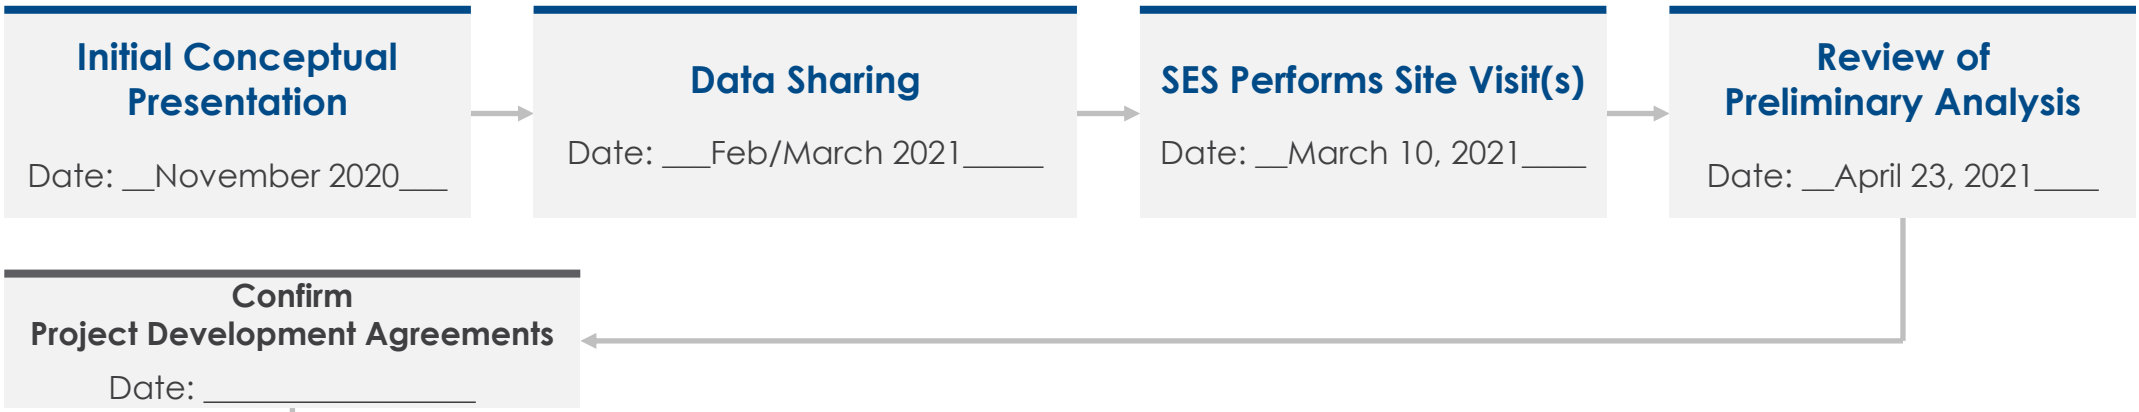 Initial Conceptual
Presentation
Date: __November 2020___
Data Sharing
Date: ___Feb/March 2021_____
SES Performs Site Visit(s)
Date: __March 10, 2021____
Review of
Preliminary Analysis
Date: __April 23, 2021____
Confirm
Project Development Agreements
Date: _________________